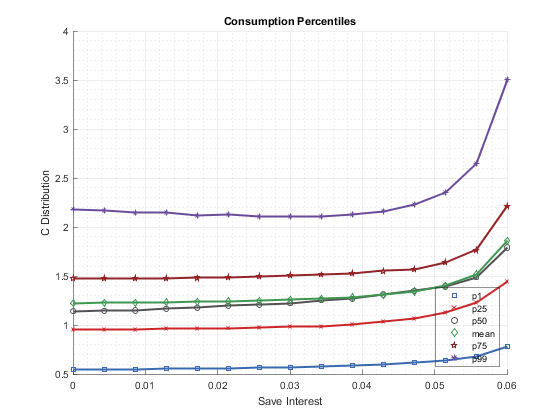 Consumption Percentiles
4
3.5
3
2.5
2
1.5
1
0.5
C Distribution
p1
p25
p50
mean
p75
p99
0
0.01
0.02
0.03
0.04
0.05
0.06
Save Interest